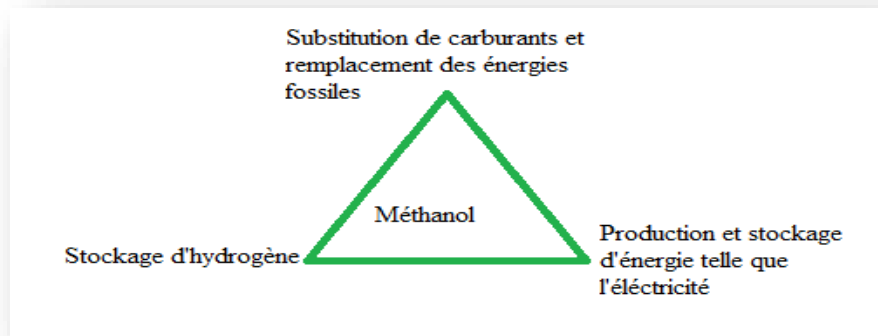 Substitution de carburants et
remplacement des énergies
fossiles
Méthanol
Stockage d'hydrogène
Production et stockage
d'énergie telle que
l'éléctricité